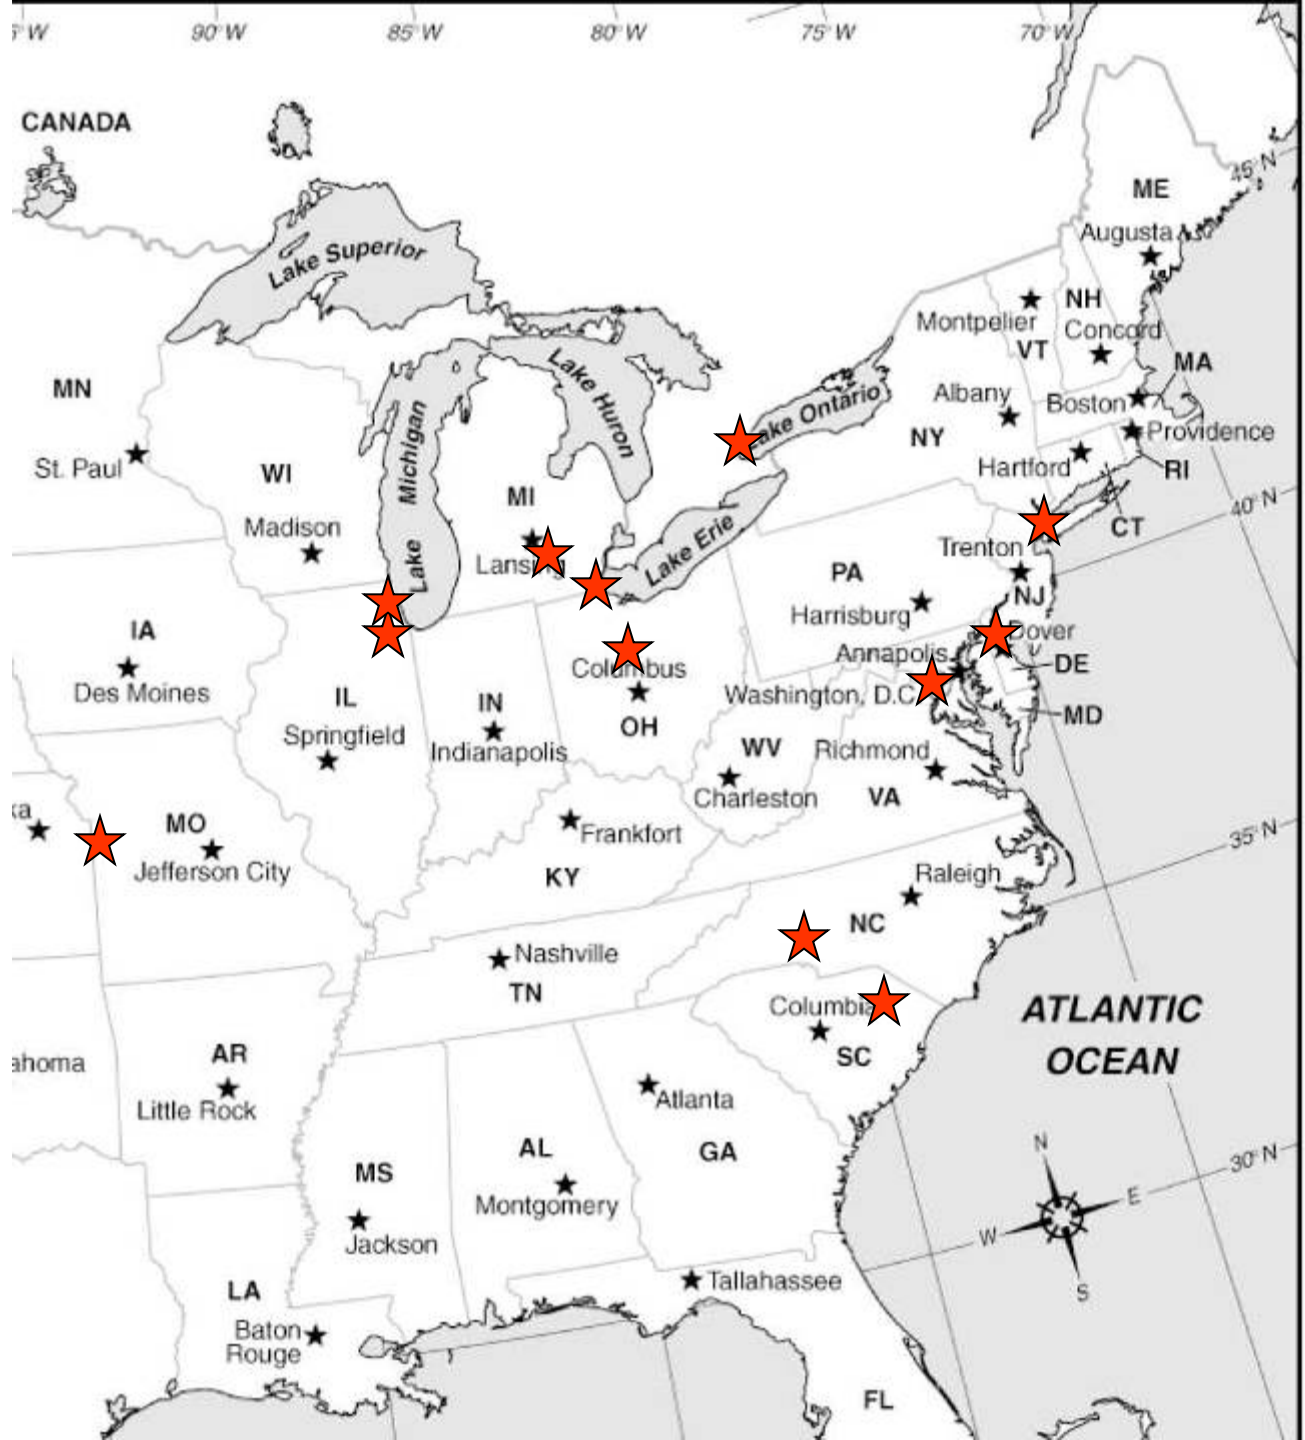 90°W
85°W
80°W
75°W
70°W
CANADA
45°N
ME
Augusta
Lake Superior
NH
Montpelier
Concord
VT
MA
MN
Lake Huron
Albany
Boston
Lake Ontario
Michigan
Lake
NY
Providence
St. Paul
WI
Hartford
RI
MI
40°N
CT
Madison
Lansing
Lake Erie
Trenton
PA
NJ
Harrisburg
IA
Dover
Annapolis
DE
Columbus
Des Moines
Washington, D.C
IL
IN
MD
Springfield
OH
Indianapolis
WV
Richmond
Charleston
VA
ka
MO
Frankfort
35°N
Jefferson City
KY
Raleigh
NC
Nashville
TN
Columbia
ATLANTIC
OCEAN
AR
SC
ahoma
Little Rock
Atlanta
AL
GA
N
30°N
MS
E
Montgomery
W
Jackson
Tallahassee
S
LA
Baton
Rouge
FL